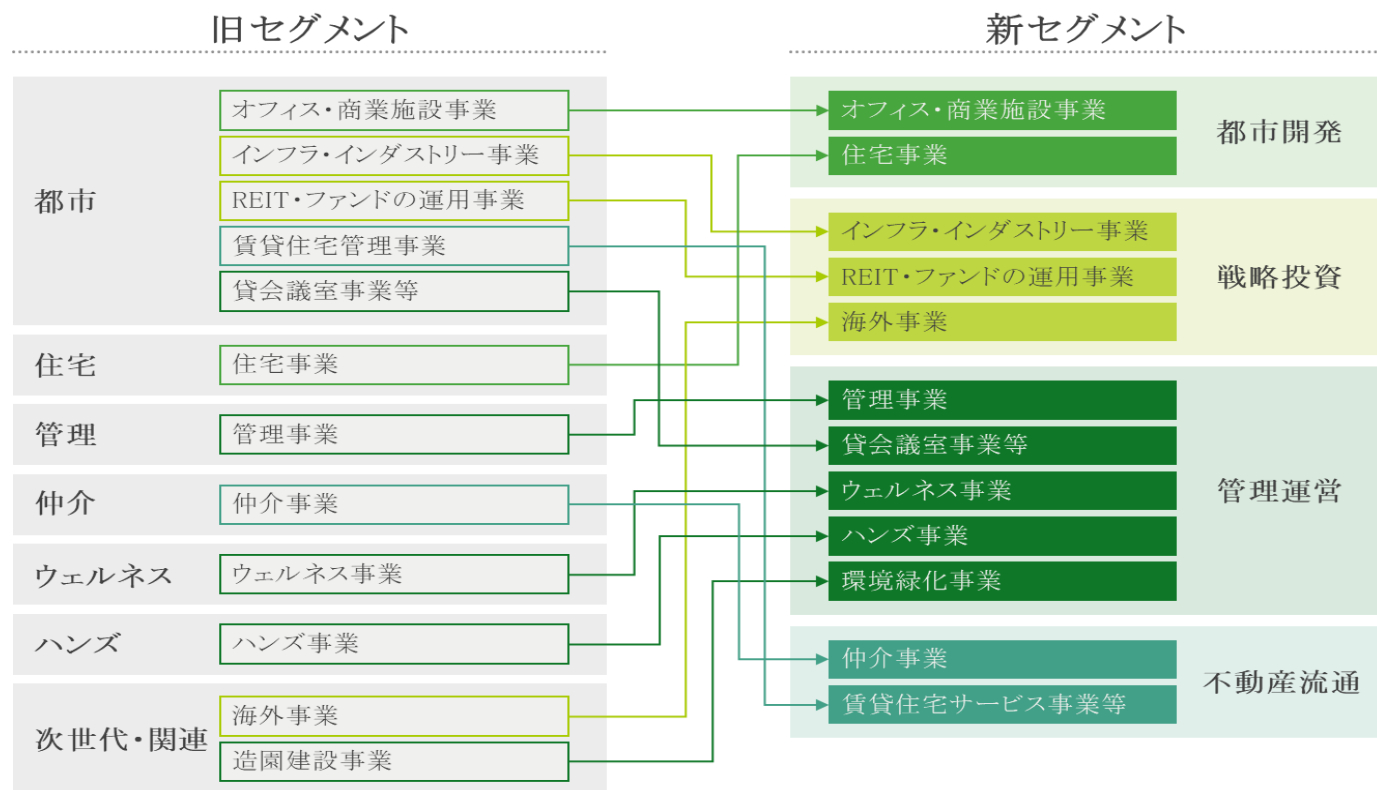 旧セグメント
都市
オフィス・商業施設事業
インフラ・インダストリー事業
REIT・ファンドの運用事業
賃貸住宅管理事業
貸会議室事業等
住宅
住宅事業
管理
管理事業
仲介
仲介事業
ウェルネス
ウェルネス事業
ハンズ
ハンズ事業
次世代・関連
海外事業
造園建設事業
新セグメント
オフィス・商業施設事業
住宅事業
都市開発
インフラ・インダストリー事業
REIT・ファンドの運用事業
海外事業
戦略投資
管理事業
貸会議室事業等
ウェルネス事業
ハンズ事業
環境緑化事業
管理運営
仲介事業
賃貸住宅サービス事業等
不動産流通